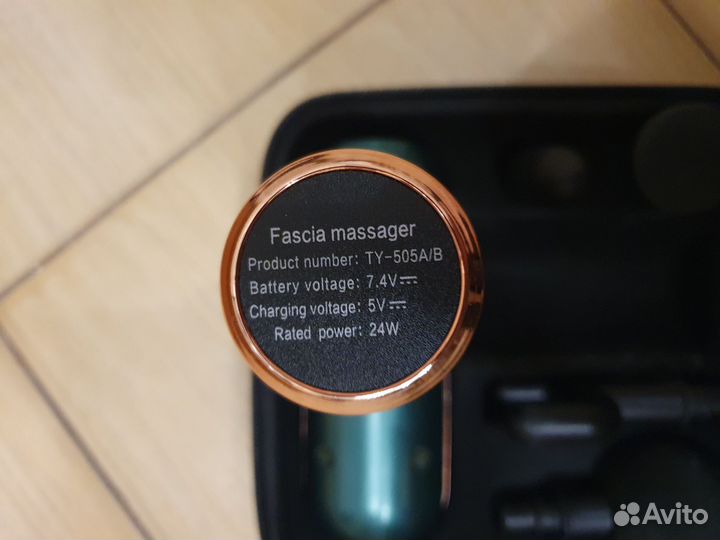 Fascia massager
Product number: TY-505A/B
Battery voltage: 7.4V⎓
Charging voltage: 5V⎓
Rated power: 24W
Avito